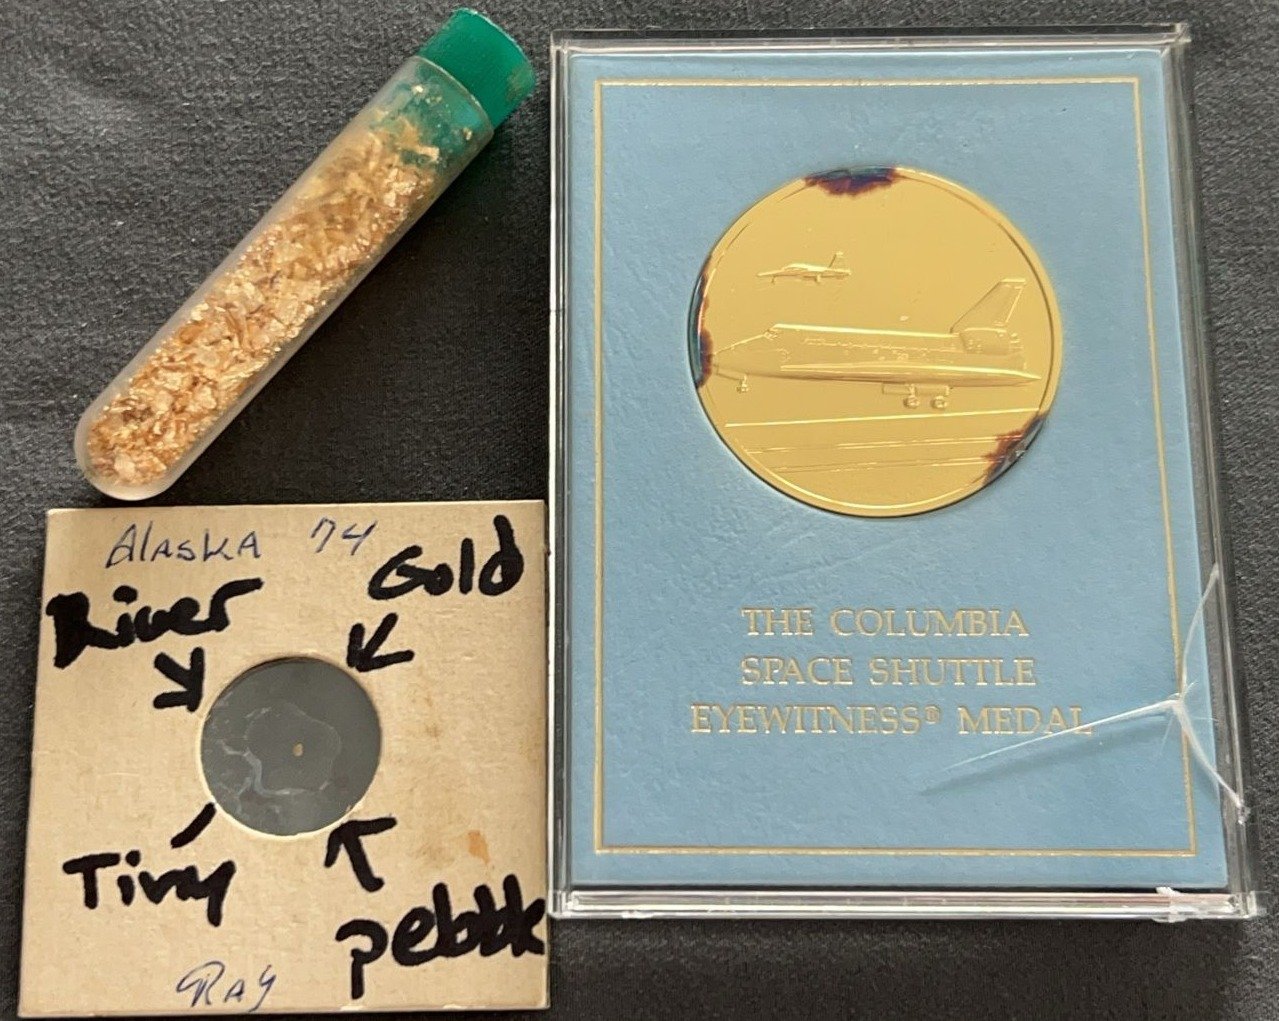 Alaska 74
River Gold
Tiny
pebble
Ray
THE COLUMBIA
SPACE SHUTTLE
EYEWITNESS® MEDAL